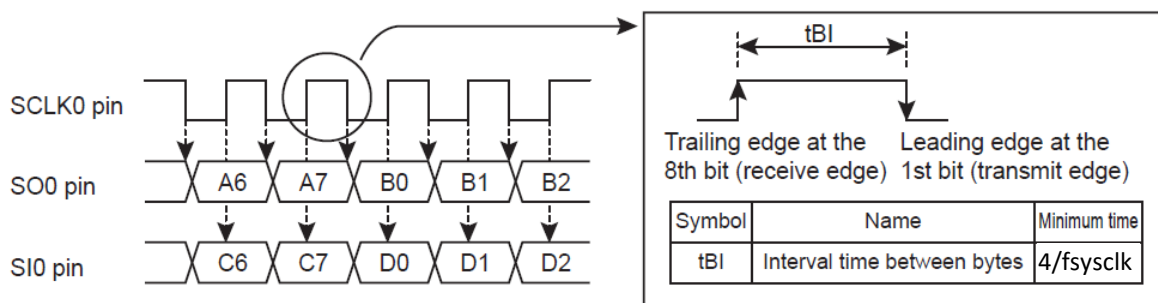 SCLK0 pin
SO0 pin
A6 A7 B0 B1 B2
SI0 pin
C6 C7 D0 D1 D2
tBI
Trailing edge at the
8th bit (receive edge)
Leading edge at the
1st bit (transmit edge)
Symbol Name Minimum time
tBI Interval time between bytes 4/fsysclk